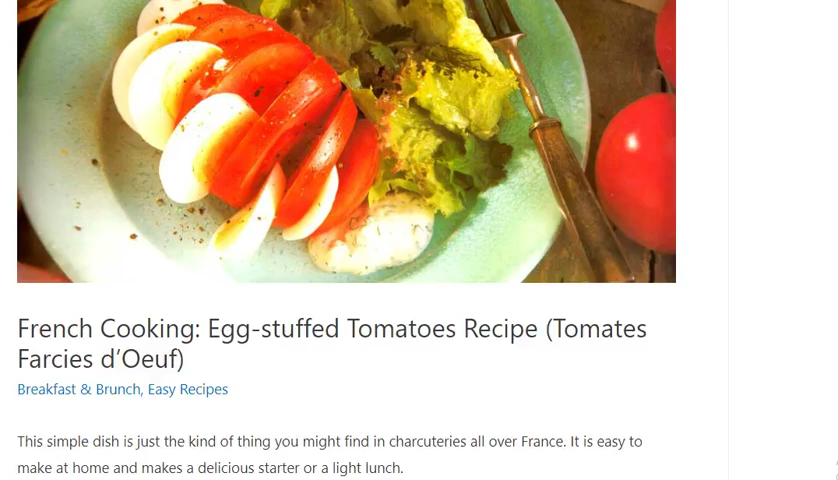 French Cooking: Egg-stuffed Tomatoes Recipe (Tomates
Farcies d’Oeuf)
Breakfast & Brunch, Easy Recipes
This simple dish is just the kind of thing you might find in charcuteries all over France. It is easy to
make at home and makes a delicious starter or a light lunch.